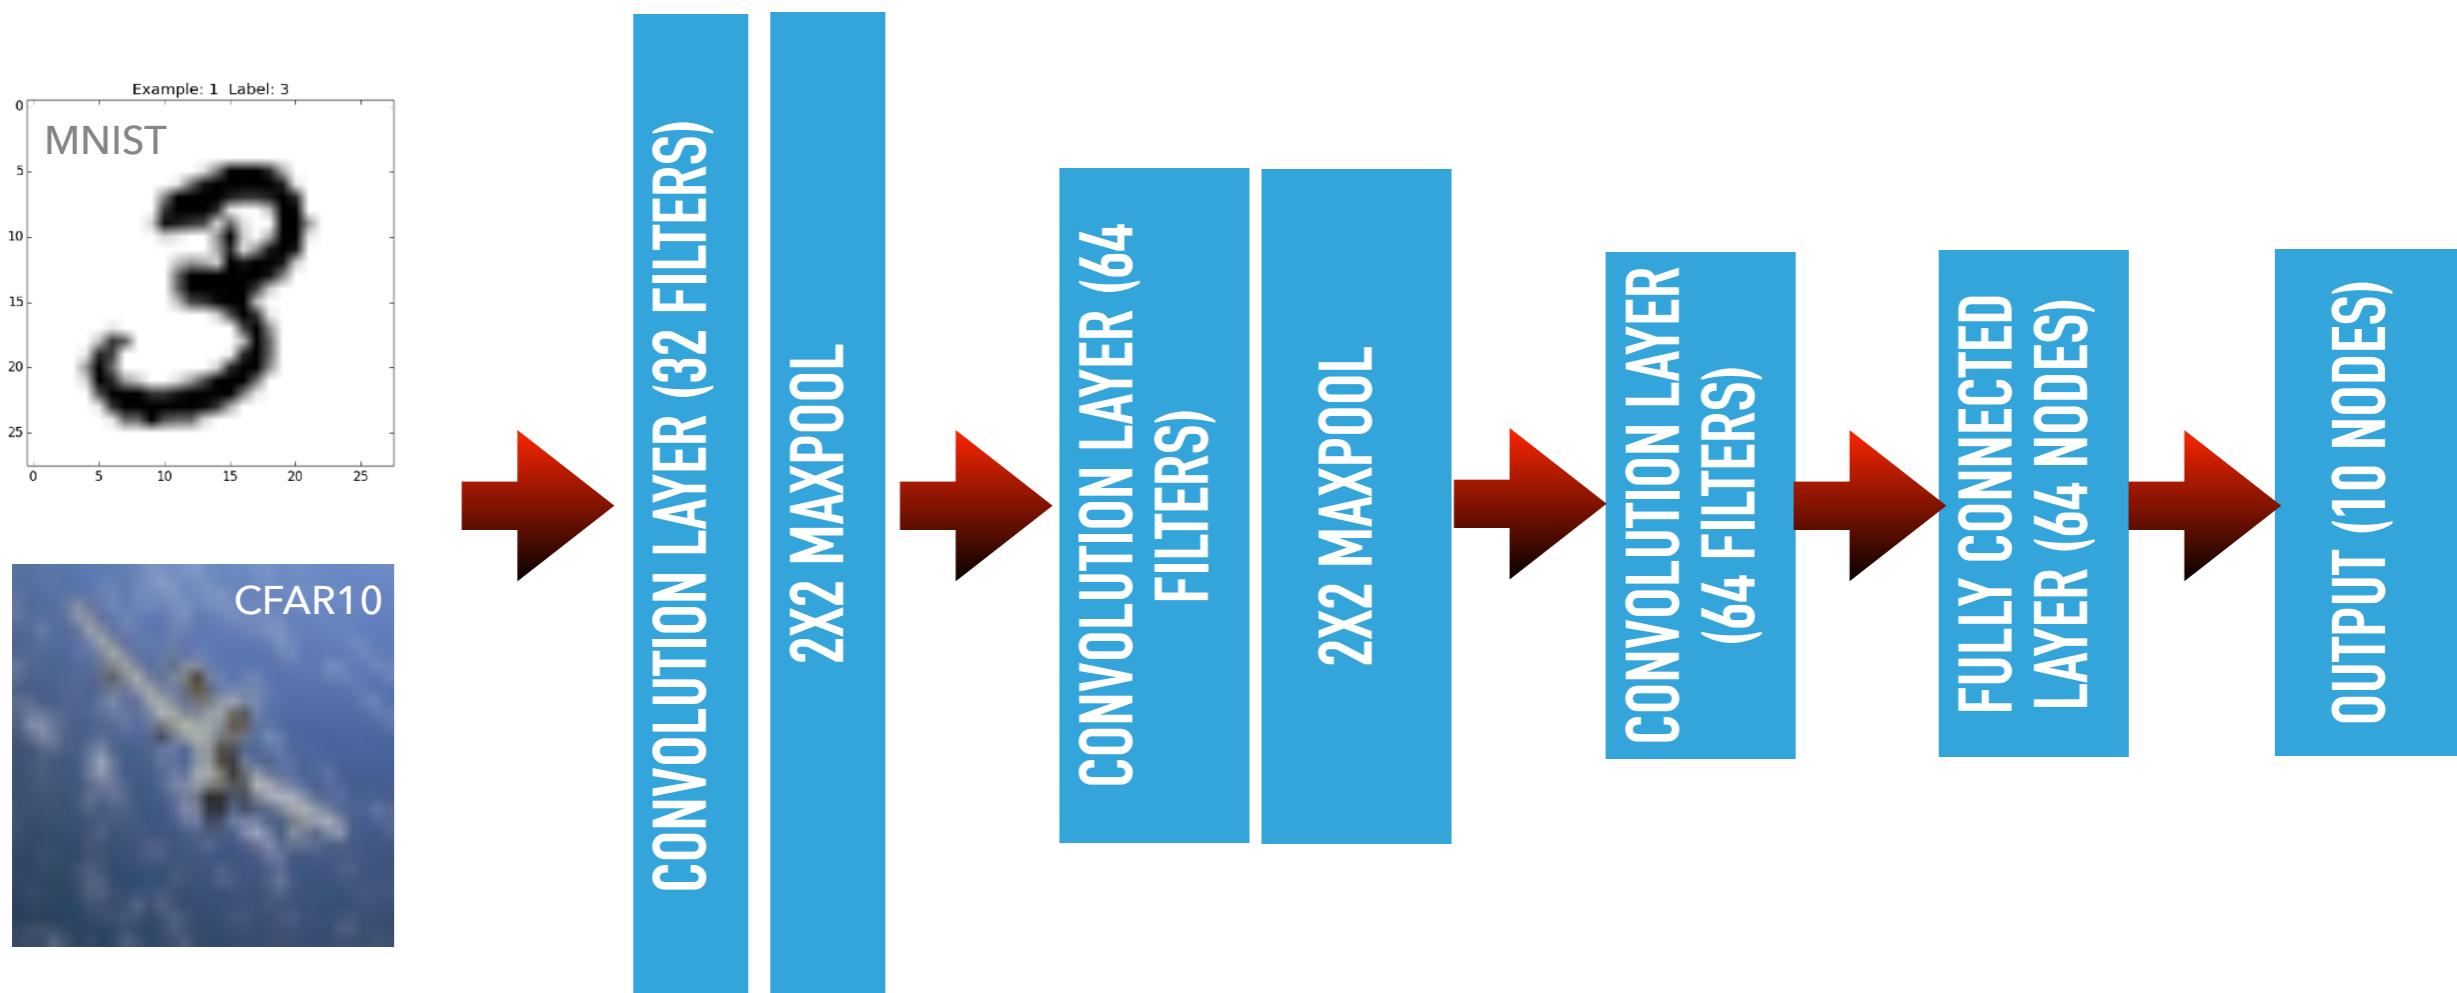 Example: 1 Label: 3
MNIST
0
5
10
15
20
25
0 5 10 15 20 25
CFAR10
CONVOLUTION LAYER (32 FILTERS)
2X2 MAXPOOL
CONVOLUTION LAYER (64
FILTERS)
2X2 MAXPOOL
CONVOLUTION LAYER
(64 FILTERS)
FULLY CONNECTED
LAYER (64 NODES)
OUTPUT (10 NODES)